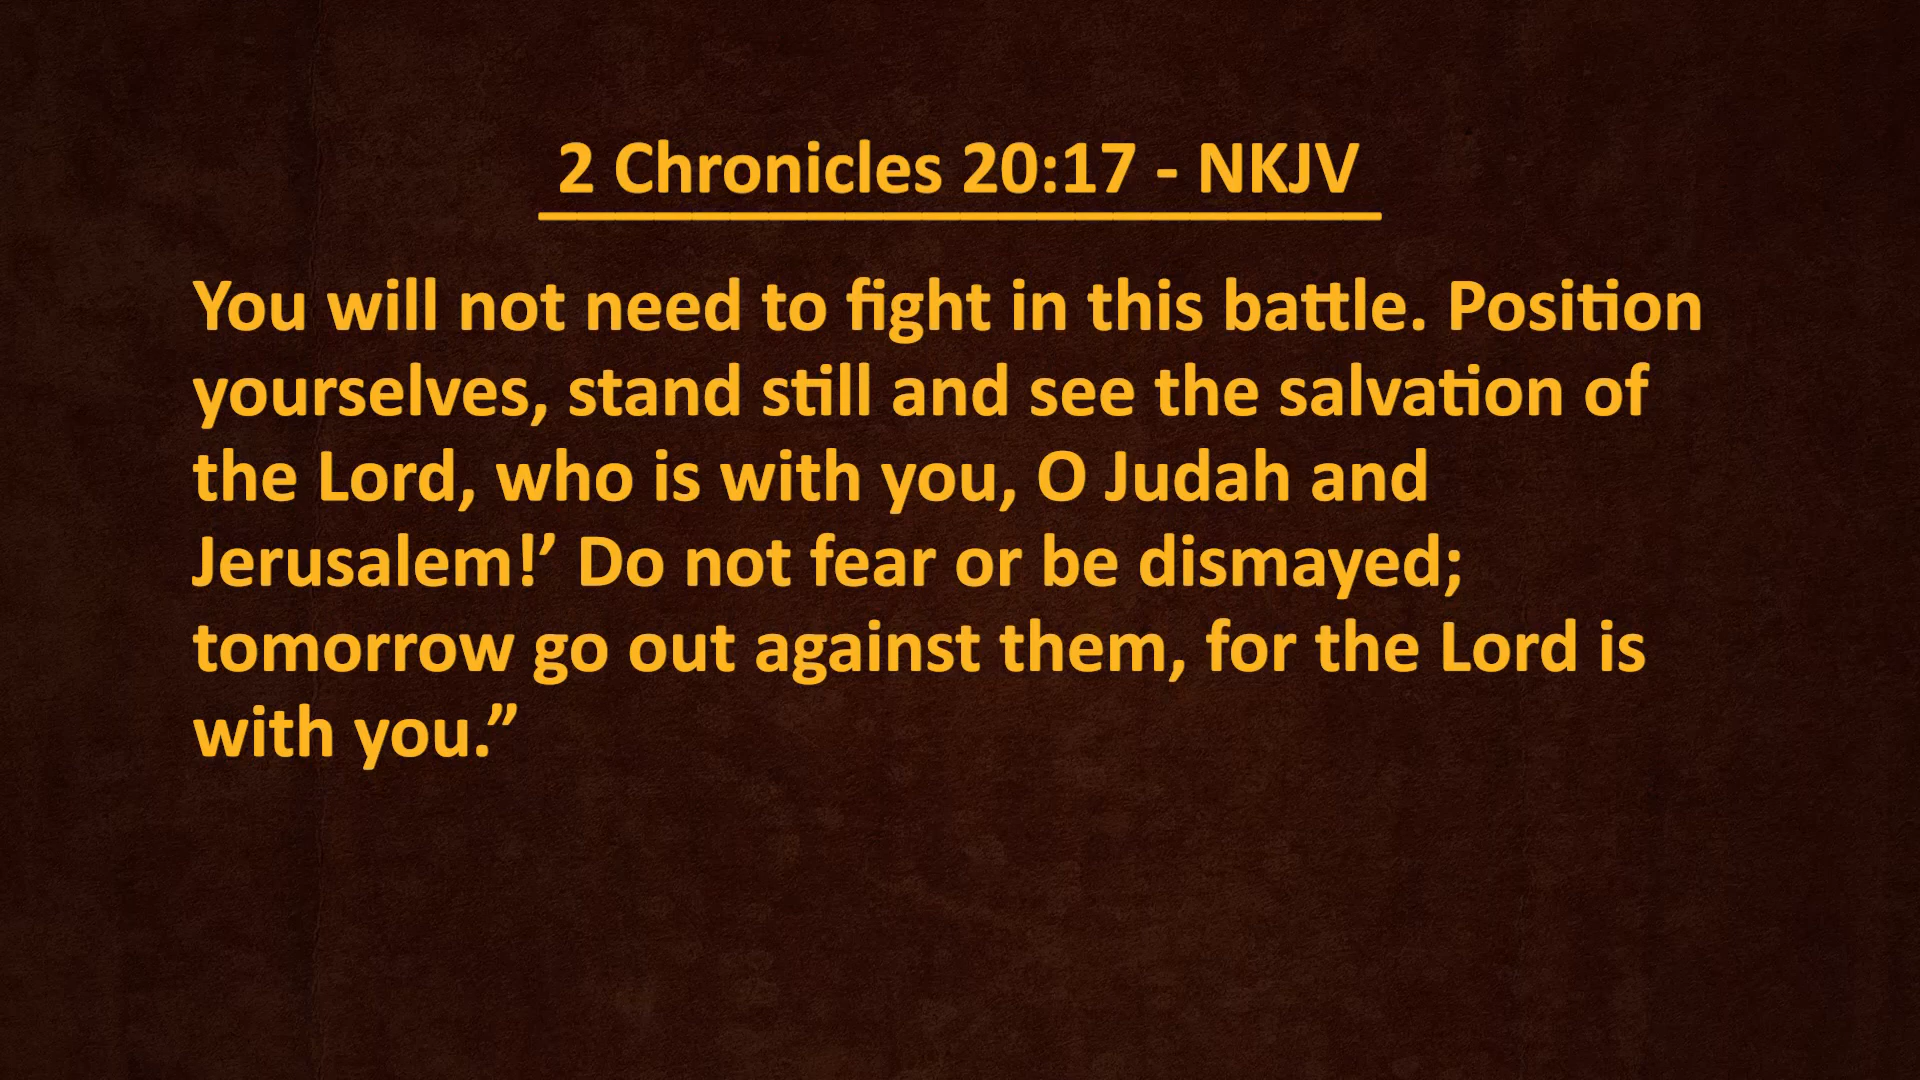 2 Chronicles 20:17 - NKJV
You will not need to fight in this battle. Position
yourselves, stand still and see the salvation of
the Lord, who is with you, O Judah and
Jerusalem!’ Do not fear or be dismayed;
tomorrow go out against them, for the Lord is
with you.”